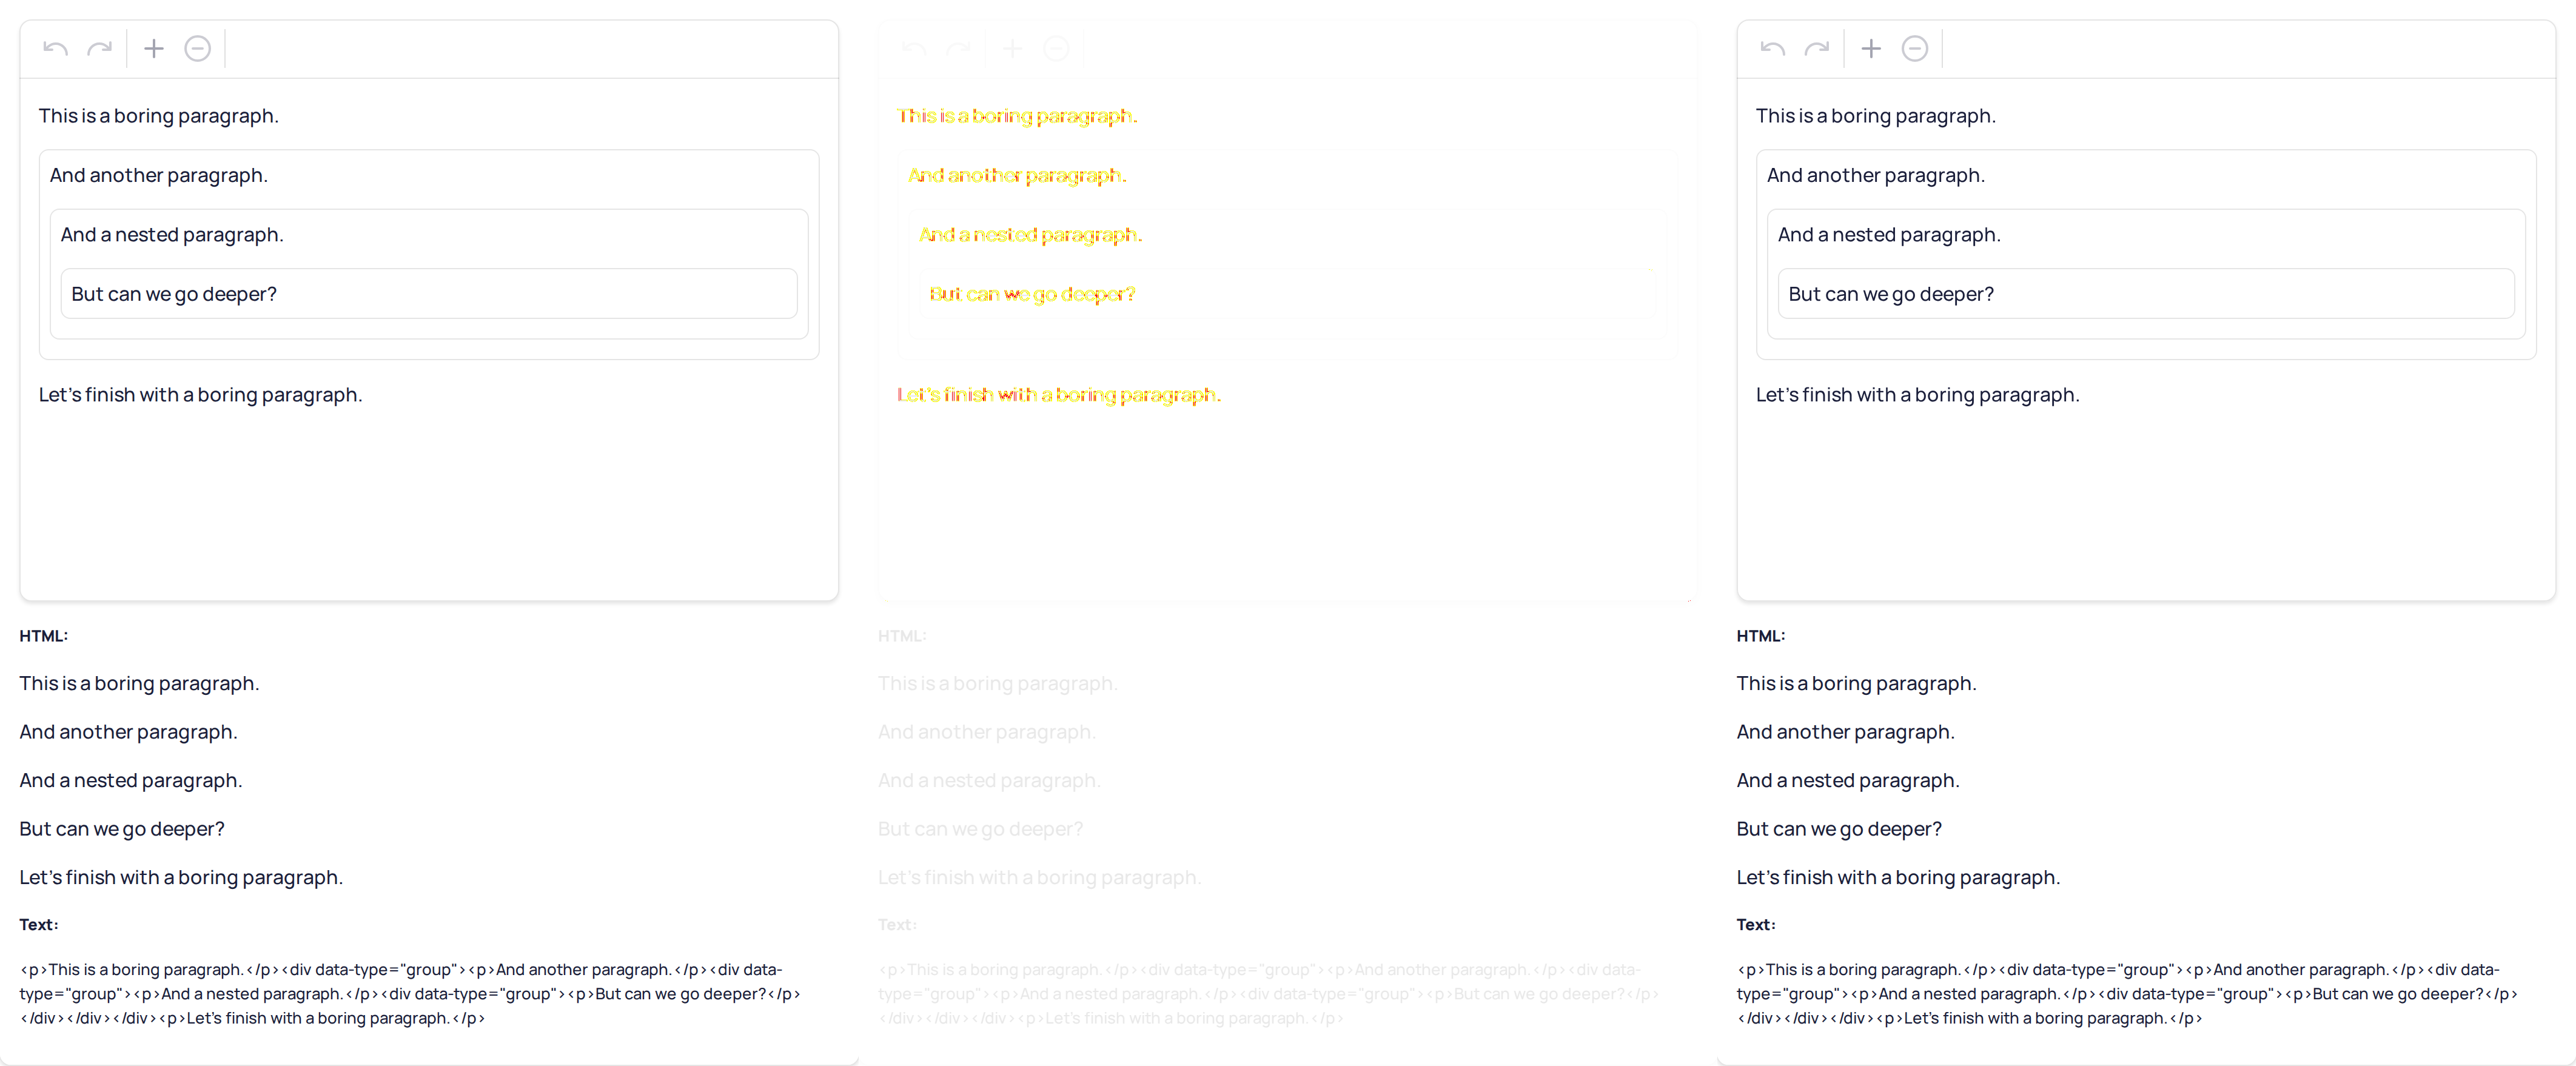 This is a boring paragraph.
And another paragraph.
And a nested paragraph.
But can we go deeper?
Let's finish with a boring paragraph.
HTML:
This is a boring paragraph.
And another paragraph.
And a nested paragraph.
But can we go deeper?
Let's finish with a boring paragraph.
Text:
<p>This is a boring paragraph.</p><div data-type="group"><p>And another paragraph.</p><div data-
type="group"><p>And a nested paragraph.</p><div data-type="group"><p>But can we go deeper?</p>
</div></div></div><p>Let's finish with a boring paragraph.</p>
This is a boring paragraph.
And another paragraph.
And a nested paragraph.
But can we go deeper?
Let's finish with a boring paragraph.
HTML:
This is a boring paragraph.
And another paragraph.
And a nested paragraph.
But can we go deeper?
Let's finish with a boring paragraph.
Text:
<p>This is a boring paragraph.</p><div data-type="group"><p>And another paragraph.</p><div data-
type="group"><p>And a nested paragraph.</p><div data-type="group"><p>But can we go deeper?</p>
</div></div></div><p>Let's finish with a boring paragraph.</p>
This is a boring paragraph.
And another paragraph.
And a nested paragraph.
But can we go deeper?
Let's finish with a boring paragraph.
HTML:
This is a boring paragraph.
And another paragraph.
And a nested paragraph.
But can we go deeper?
Let's finish with a boring paragraph.
Text:
<p>This is a boring paragraph.</p><div data-type="group"><p>And another paragraph.</p><div data-
type="group"><p>And a nested paragraph.</p><div data-type="group"><p>But can we go deeper?</p>
</div></div></div><p>Let's finish with a boring paragraph.</p>